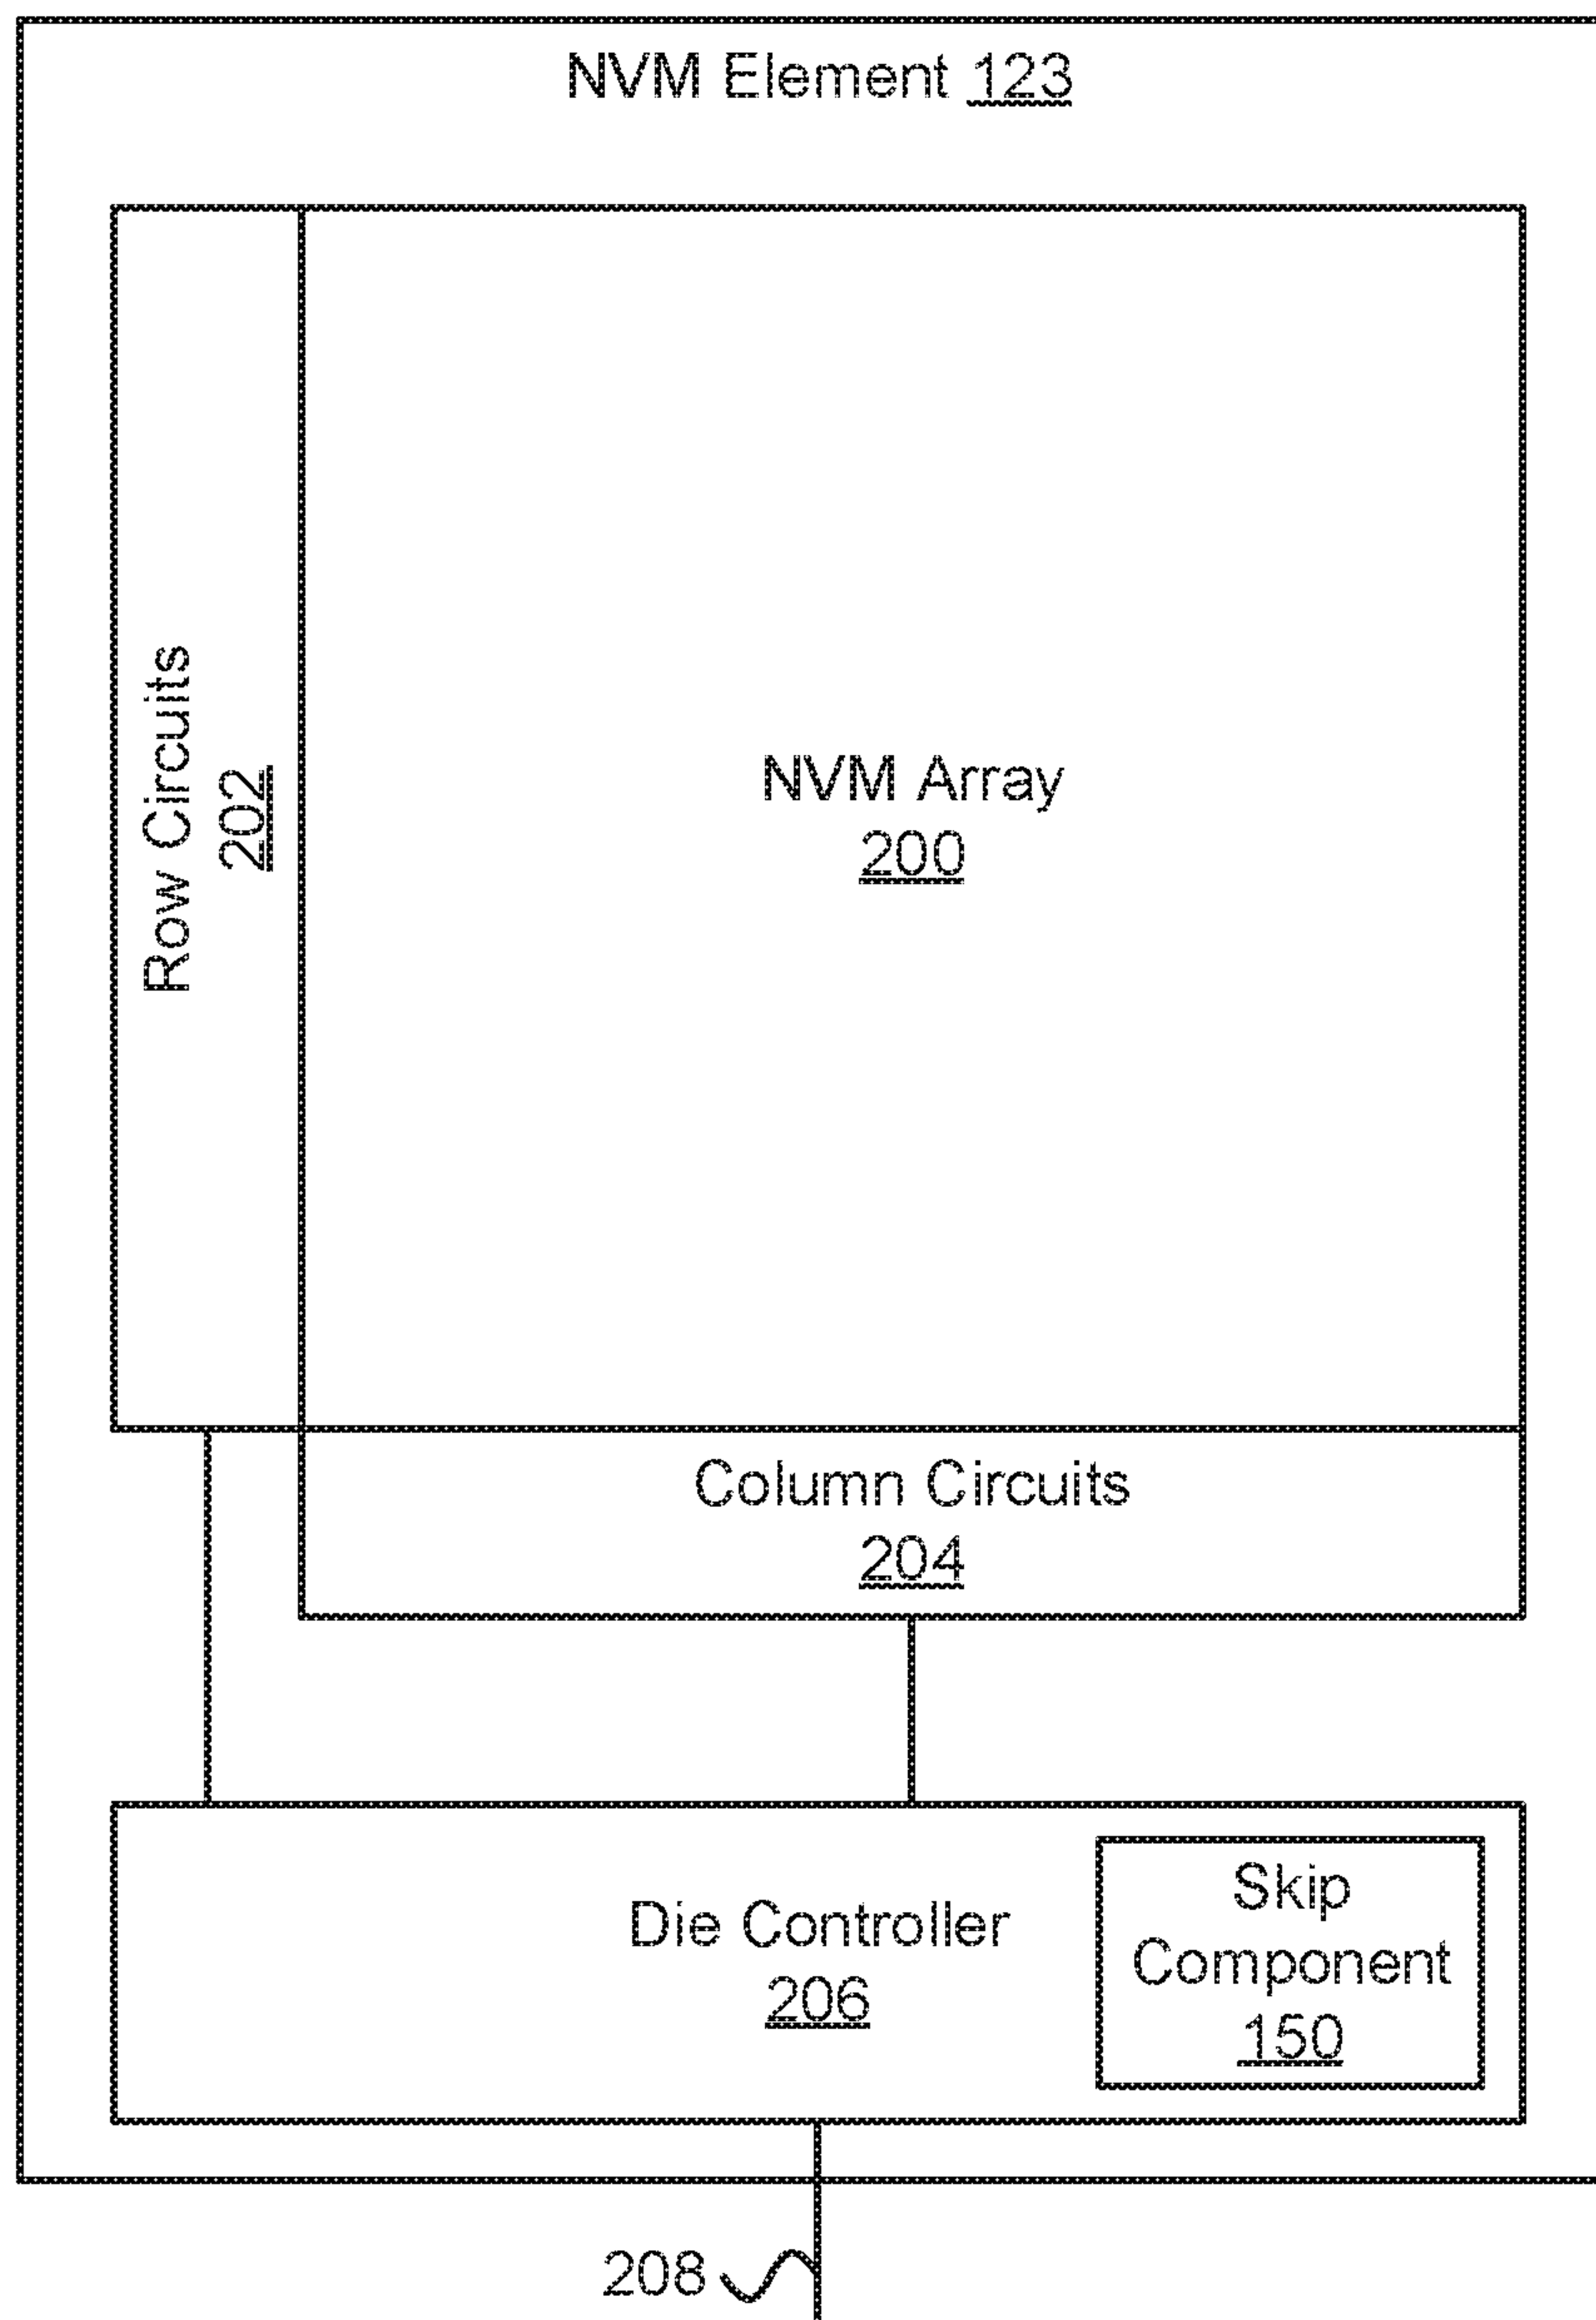 NVM Element 123
Row Circuits
202
NVM Array
200
Column Circuits
204
Die Controller
206
Skip
Component
150
208